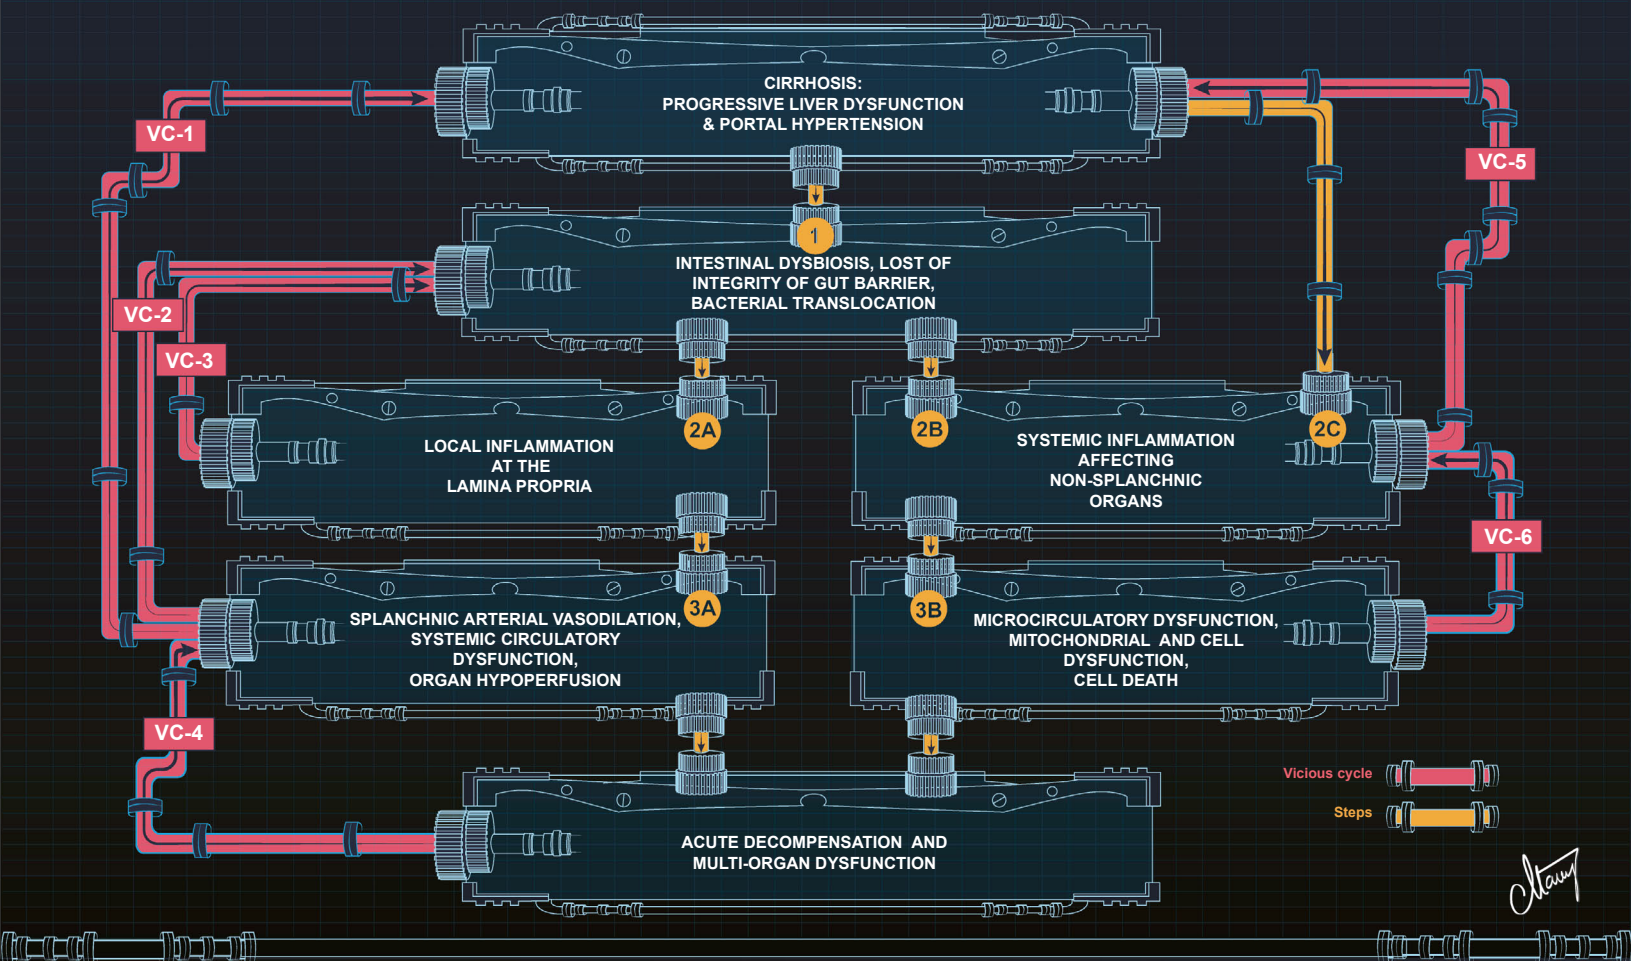 CIRRHOSIS:
PROGRESSIVE LIVER DYSFUNCTION
& PORTAL HYPERTENSION
VC-1
VC-5
1
INTESTINAL DYSBIOSIS, LOST OF
INTEGRITY OF GUT BARRIER,
BACTERIAL TRANSLOCATION
VC-2
VC-3
2A
LOCAL INFLAMMATION
AT THE
LAMINA PROPRIA
2B
2C
SYSTEMIC INFLAMMATION
AFFECTING
NON-SPLANCHNIC
ORGANS
VC-6
3A
SPLANCHNIC ARTERIAL VASODILATION,
SYSTEMIC CIRCULATORY
DYSFUNCTION,
ORGAN HYPOPERFUSION
3B
MICROCIRCULATORY DYSFUNCTION,
MITOCHONDRIAL AND CELL
DYSFUNCTION,
CELL DEATH
VC-4
ACUTE DECOMPENSATION AND
MULTI-ORGAN DYSFUNCTION
Vicious cycle
Steps